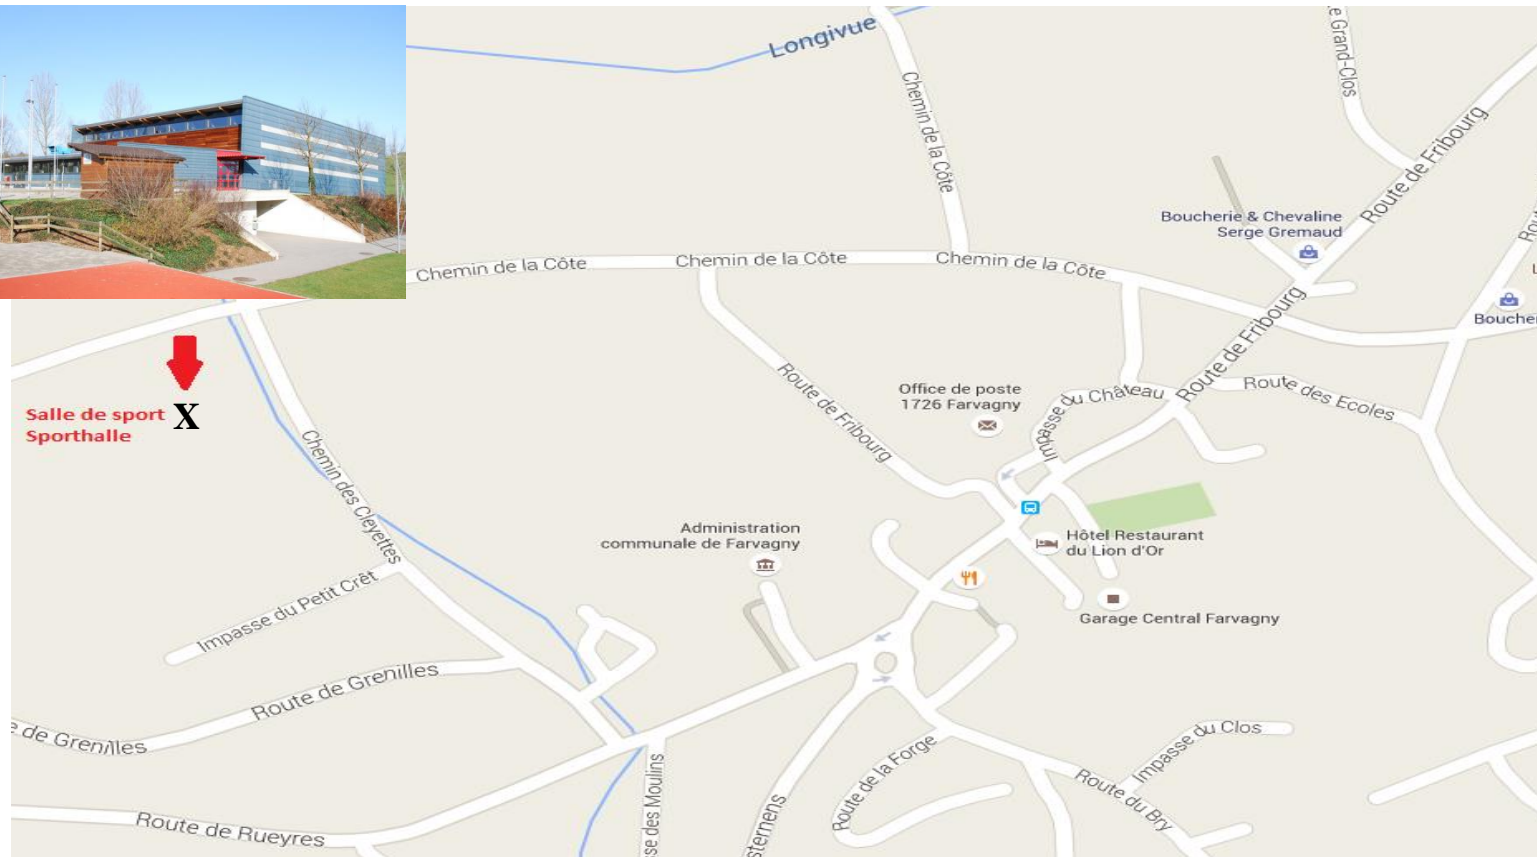 Longivue
Chemin de la Côte
Grand-Clos
Route de Fribourg
Boucherie & Chevaline
Serge Gremaud
Chemin de la Côte
Chemin de la Côte
Chemin de la Côte
Route de Fribourg
Salle de sport X
Sporthalle
Office de poste
1726 Farvagny
Impasse du Château
Route des Ecoles
Route de Fribourg
Chemin des Cleyettes
Administration
communale de Farvagny
Hôtel Restaurant
du Lion d'Or
Impasse du Petit Crêt
Garage Central Farvagny
Route de Grenilles
de Grenilles
Impasse du Clos
Route de la Forge
Route du Bry
Route de Rueyres
des Moulins